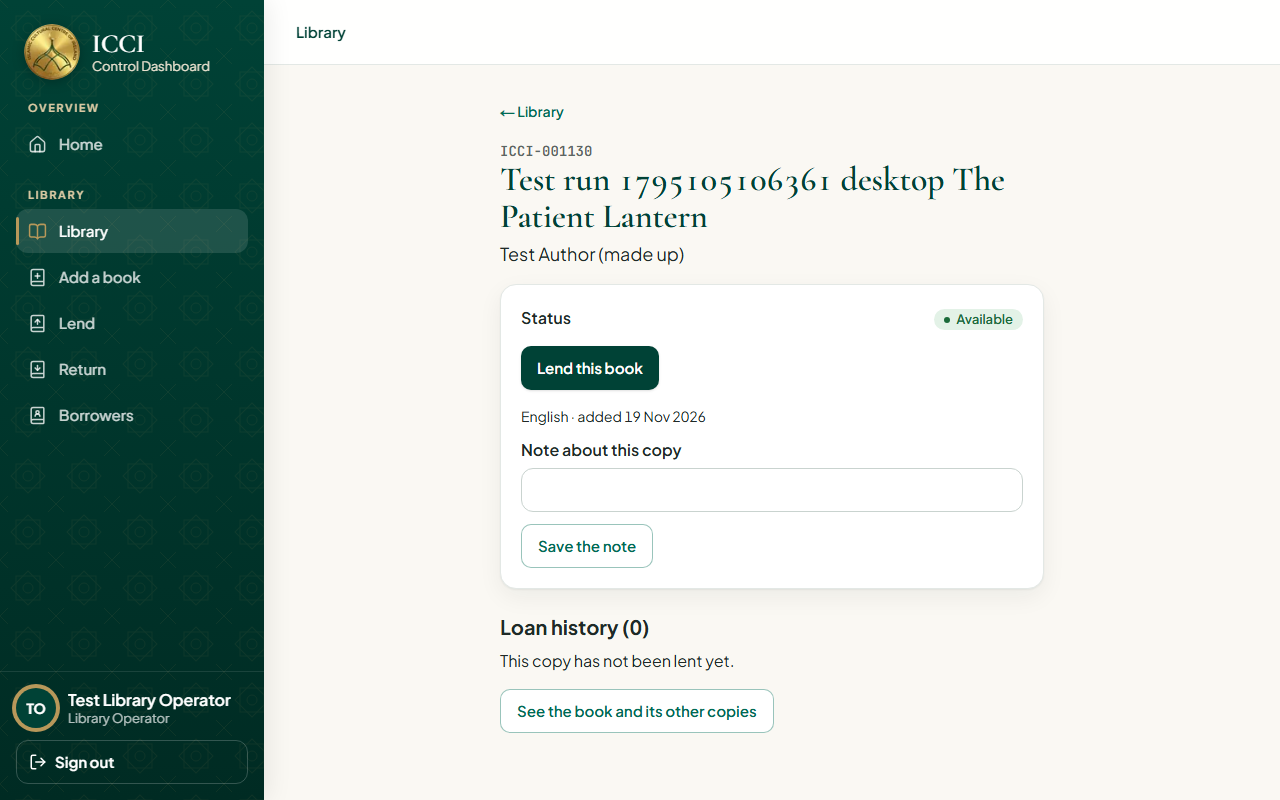 ICCI
Control Dashboard
OVERVIEW
Home
LIBRARY
Library
Add a book
Lend
Return
Borrowers
TO
Test Library Operator
Library Operator
Sign out
Library
← Library
ICCI-001130
Test run 1795105106361 desktop The
Patient Lantern
Test Author (made up)
Status
Available
Lend this book
English · added 19 Nov 2026
Note about this copy
Save the note
Loan history (0)
This copy has not been lent yet.
See the book and its other copies